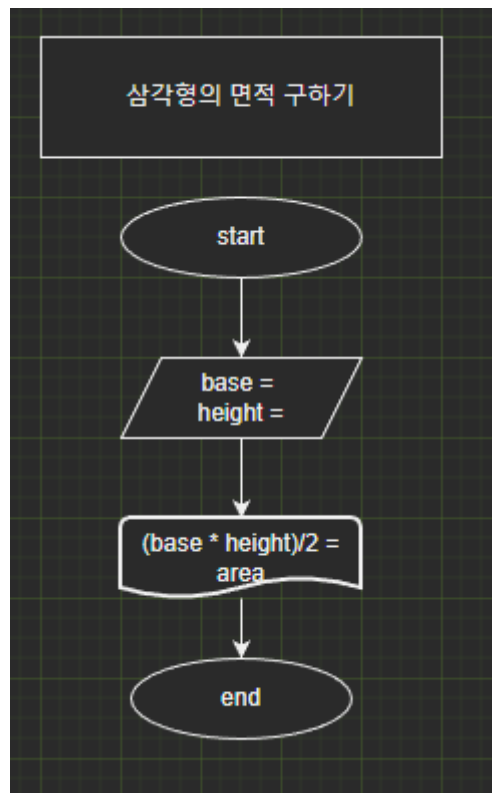 삼각형의 면적 구하기
start
base =
height =
(base * height)/2 =
area
end